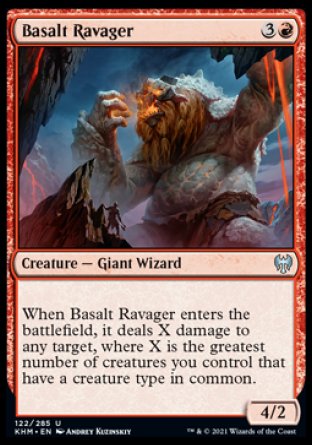 Basalt Ravager 3
Creature — Giant Wizard
When Basalt Ravager enters the
battlefield, it deals X damage to
any target, where X is the greatest
number of creatures you control that
have a creature type in common.
4/2
122/285 U
KHM • EN Andrey Kuzinskiy
™ & © 2021 Wizards of the Coast